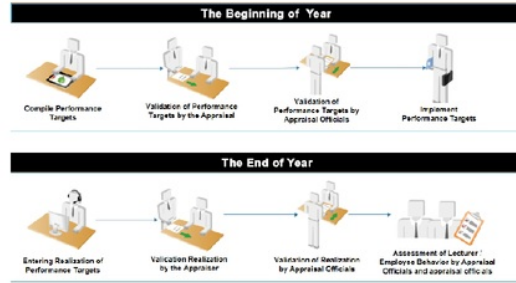 The Beginning of Year
Compile Performance
Targets
Validation of Performance
Targets by the Appraisal
Validation of
Performance Targets by
Appraisal Officials
Implement
Performance Targets
The End of Year
Entering Realization of
Performance Targets
Validation Realization
by the Appraiser
Validation of Realization
by Appraisal Officials
Assessment of Lecturer /
Employee Behavior by Appraisal
Officials and appraisal officials